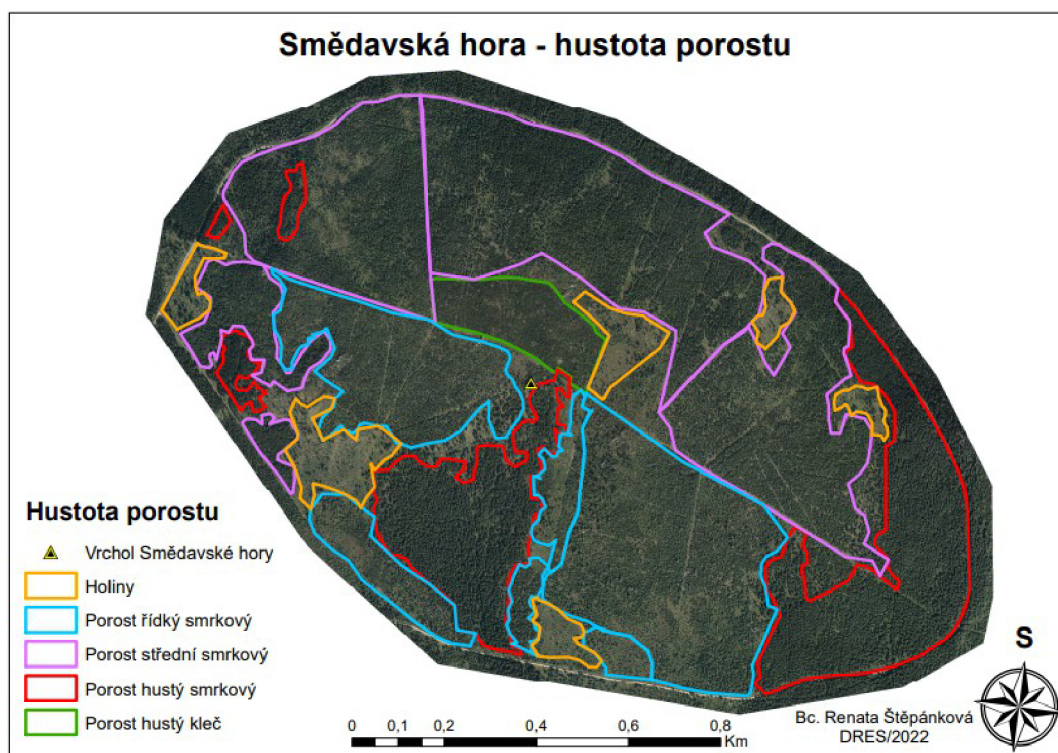 Smědavská hora - hustota porostu
Hustota porostu
Vrchol Smědavské hory
Holiny
Porost řídký smrkový
Porost střední smrkový
Porost hustý smrkový
Porost hustý kleč
0 0,1 0,2 0,4 0,6 0,8
Km
Bc. Renata Štěpánková
DRES/2022
S